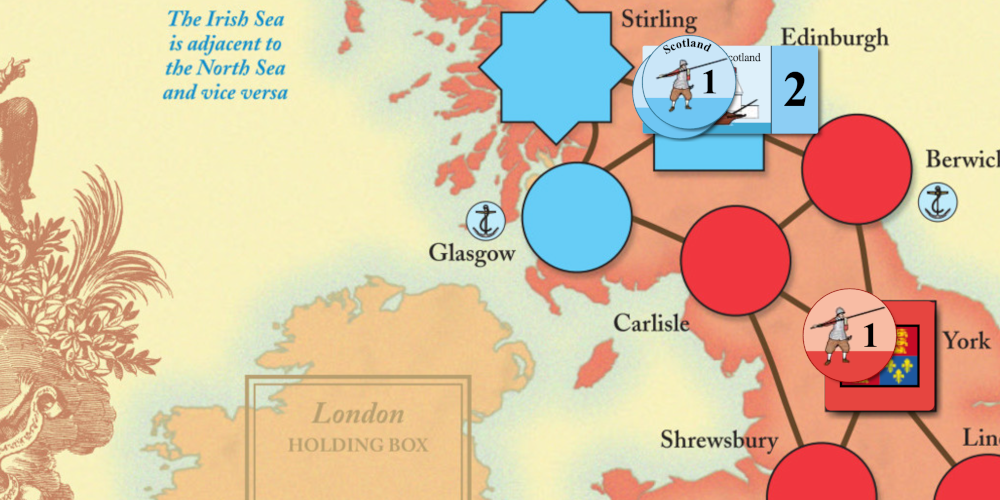 The Irish Sea
is adjacent to
the North Sea
and vice versa
Stirling
Edinburgh
Scotland
1
cotland
2
Berwick
Glasgow
Carlisle
1
York
London
HOLDING BOX
Shrewsbury
Linc